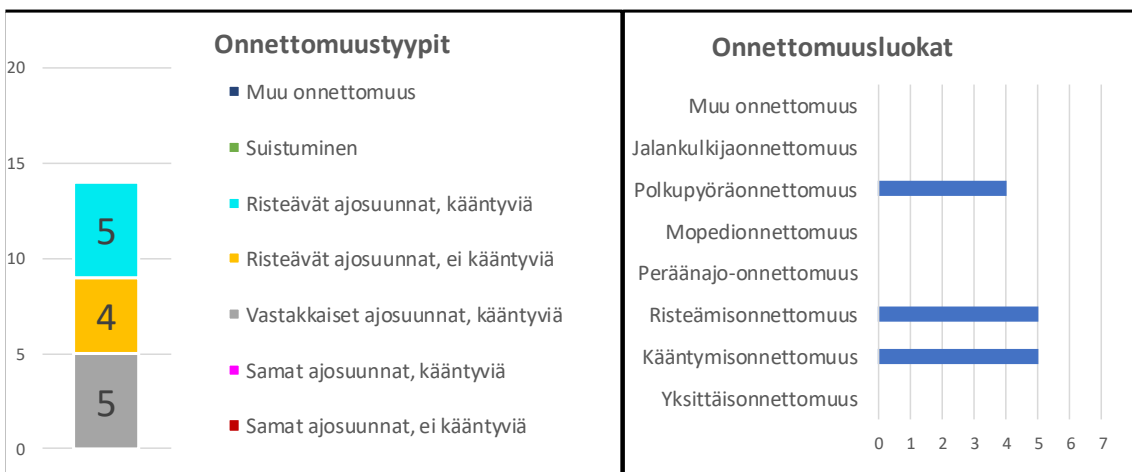 Onnettomuustyypit
20
15
10
5
0
5
4
5
Muu onnettomuus
Suistuminen
Risteävät ajosuunnat, kääntyviä
Risteävät ajosuunnat, ei kääntyviä
Vastakkaiset ajosuunnat, kääntyviä
Samat ajosuunnat, kääntyviä
Samat ajosuunnat, ei kääntyviä
Onnettomuusluokat
Muu onnettomuus
Jalankulkijaonnettomuus
Polkupyöräonnettomuus
Mopedionnettomuus
Peräänajo-onnettomuus
Risteämisonnettomuus
Kääntymisonnettomuus
Yksittäisonnettomuus
0 1 2 3 4 5 6 7